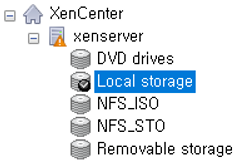 XenCenter
xenserver
DVD drives
Local storage
NFS_ISO
NFS_STO
Removable storage